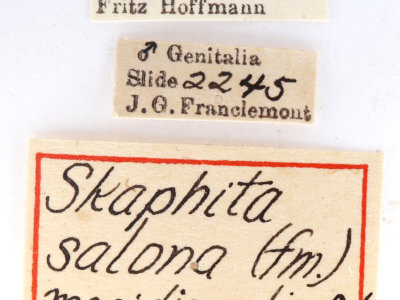 Fritz Hoffmann
♂ Genitalia
Slide 2245
J.G. Franclemont
Skaphita
salona (fm.)